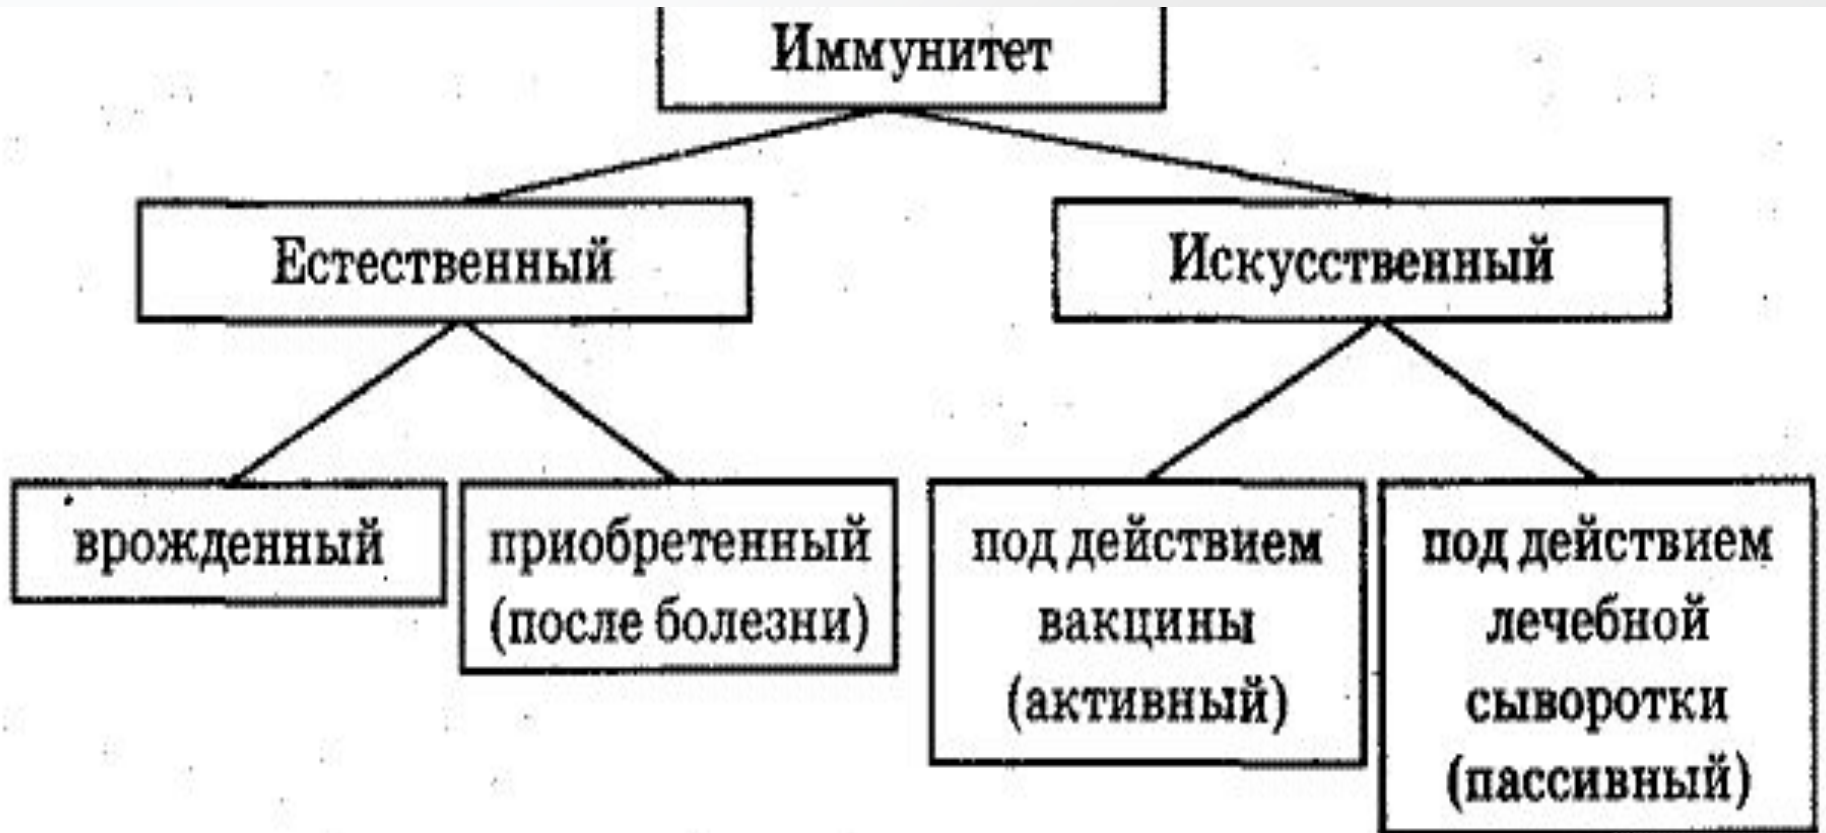 Иммунитет
Естественный
Искусственный
врожденный
приобретенный
(после болезни)
под действием
вакцины
(активный)
под действием
лечебной
сыворотки
(пассивный)